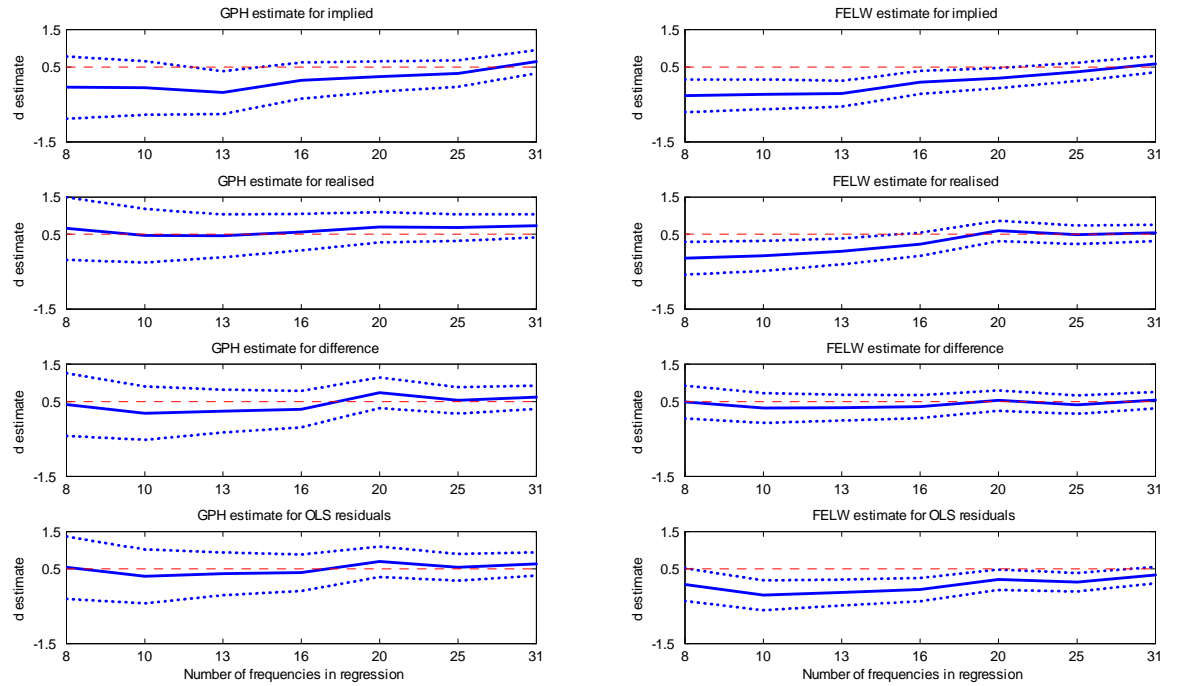 GPH estimate for implied
1.5
0.5
-1.5
d estimate
8 10 13 16 20 25 31
FELW estimate for implied
1.5
0.5
-1.5
d estimate
8 10 13 16 20 25 31
GPH estimate for realised
1.5
0.5
-1.5
d estimate
8 10 13 16 20 25 31
FELW estimate for realised
1.5
0.5
-1.5
d estimate
8 10 13 16 20 25 31
GPH estimate for difference
1.5
0.5
-1.5
d estimate
8 10 13 16 20 25 31
FELW estimate for difference
1.5
0.5
-1.5
d estimate
8 10 13 16 20 25 31
GPH estimate for OLS residuals
1.5
0.5
-1.5
d estimate
8 10 13 16 20 25 31
Number of frequencies in regression
FELW estimate for OLS residuals
1.5
0.5
-1.5
d estimate
8 10 13 16 20 25 31
Number of frequencies in regression